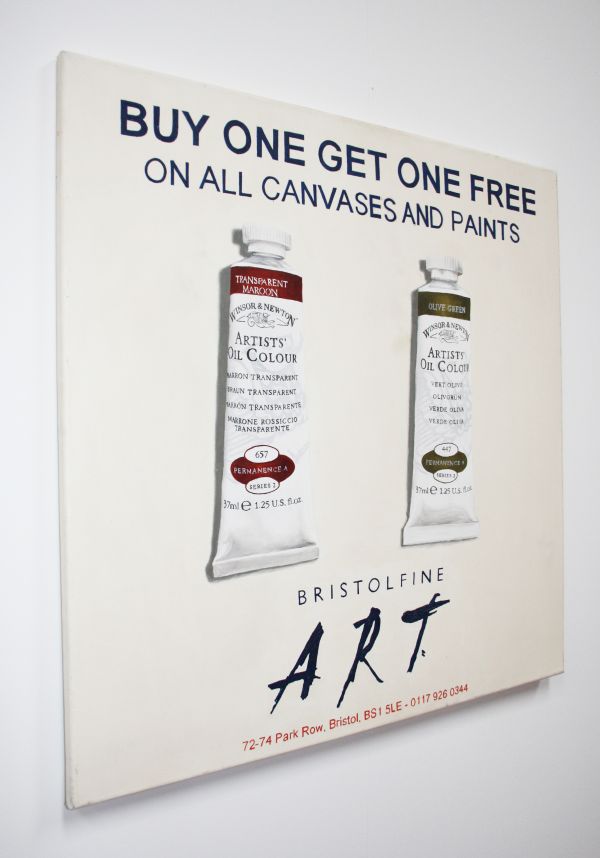 BUY ONE GET ONE FREE
ON ALL CANVASES AND PAINTS
TRANSPARENT
MAROON
WINSOR & NEWTON
ARTISTS'
OIL COLOUR
MARRON TRANSPARENT
BRAUN TRANSPARENT
MARRÓN TRANSPARENTE
MARRONE ROSSICCIO
TRANSPARENTE
657
PERMANENCE A
SERIES 2
37ml e 1.25 U.S. fl.oz.
OLIVE GREEN
WINSOR & NEWTON
ARTISTS'
OIL COLOUR
VERT OLIVE
OLIVGRÜN
VERDE OLIVA
VERDE OLIVA
447
PERMANENCE A
SERIES 2
37ml e 1.25 U.S. fl.oz.
BRISTOL FINE
ART.
72-74 Park Row, Bristol, BS1 5LE - 0117 926 0344